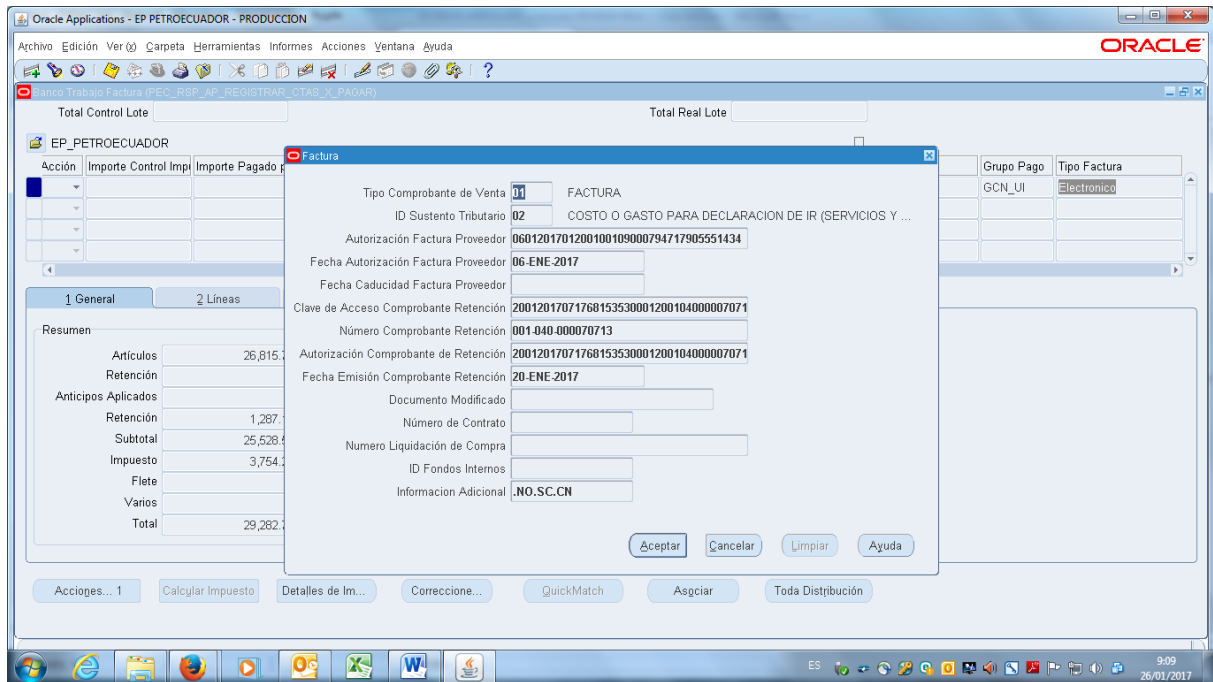 Oracle Applications - EP PETROECUADOR - PRODUCCION
Archivo Edición Ver(x) Carpeta Herramientas Informes Acciones Ventana Ayuda
ORACLE
Banco Trabajo Factura (PEC_RSP_AP_REGISTRAR_CTAS_X_PAGAR)
Total Control Lote
Total Real Lote
EP_PETROECUADOR
Acción Importe Control Impu Importe Pagado p Grupo Pago Tipo Factura
GCN_UI Electronico
Factura
Tipo Comprobante de Venta 01 FACTURA
ID Sustento Tributario 02 COSTO O GASTO PARA DECLARACION DE IR (SERVICIOS Y ...
Autorización Factura Proveedor 0601201701200100109000794717905551434
Fecha Autorización Factura Proveedor 06-ENE-2017
Fecha Caducidad Factura Proveedor
Clave de Acceso Comprobante Retención 20012017071768153530001200104000007071
Número Comprobante Retención 001-040-000070713
Autorización Comprobante de Retención 20012017071768153530001200104000007071
Fecha Emisión Comprobante Retención 20-ENE-2017
Documento Modificado
Número de Contrato
Numero Liquidación de Compra
ID Fondos Internos
Informacion Adicional .NO.SC.CN
Aceptar Cancelar Limpiar Ayuda
1 General 2 Líneas
Resumen
Artículos 26,815.
Retención
Anticipos Aplicados
Retención 1,287.
Subtotal 25,528.
Impuesto 3,754.
Flete
Varios
Total 29,282.
Acciones... 1 Calcular Impuesto Detalles de Im... Correccione... QuickMatch Asociar Toda Distribución
ES
9:09
26/01/2017